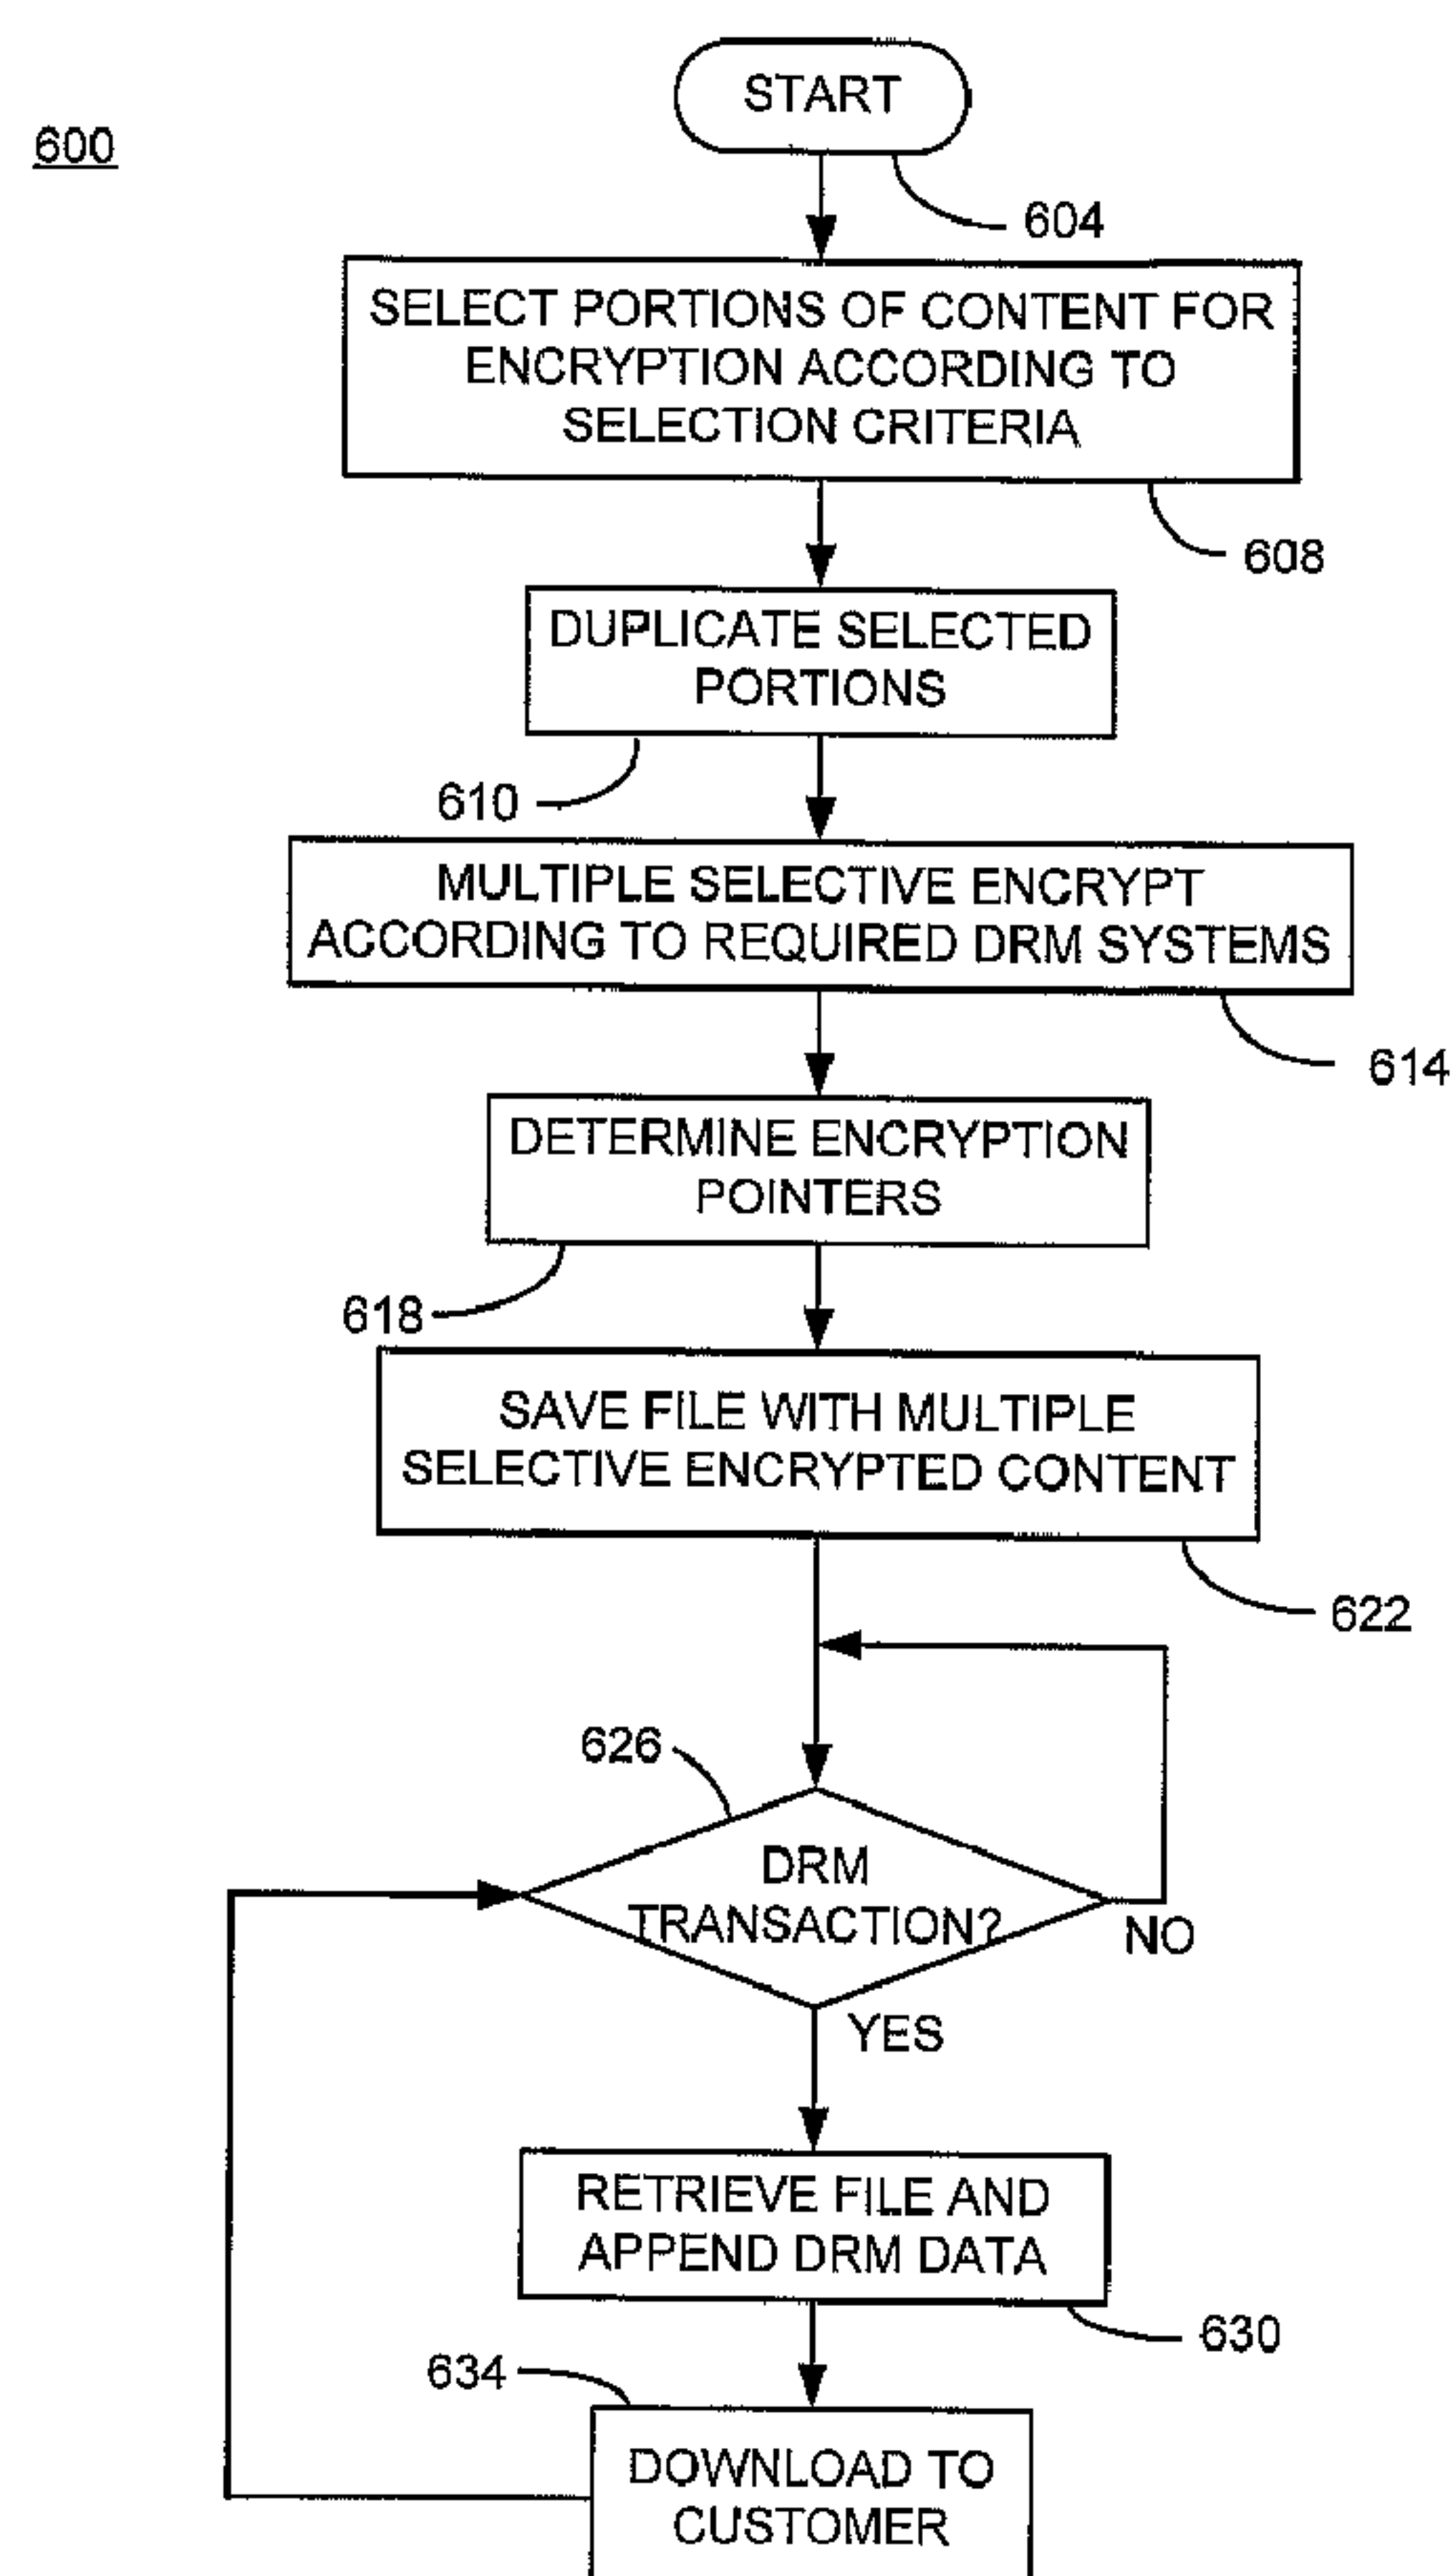 START
600
604
SELECT PORTIONS OF CONTENT FOR
ENCRYPTION ACCORDING TO
SELECTION CRITERIA
608
DUPLICATE SELECTED
PORTIONS
610
MULTIPLE SELECTIVE ENCRYPT
ACCORDING TO REQUIRED DRM SYSTEMS
614
DETERMINE ENCRYPTION
POINTERS
618
SAVE FILE WITH MULTIPLE
SELECTIVE ENCRYPTED CONTENT
622
626
DRM
TRANSACTION?
NO
YES
RETRIEVE FILE AND
APPEND DRM DATA
630
634
DOWNLOAD TO
CUSTOMER